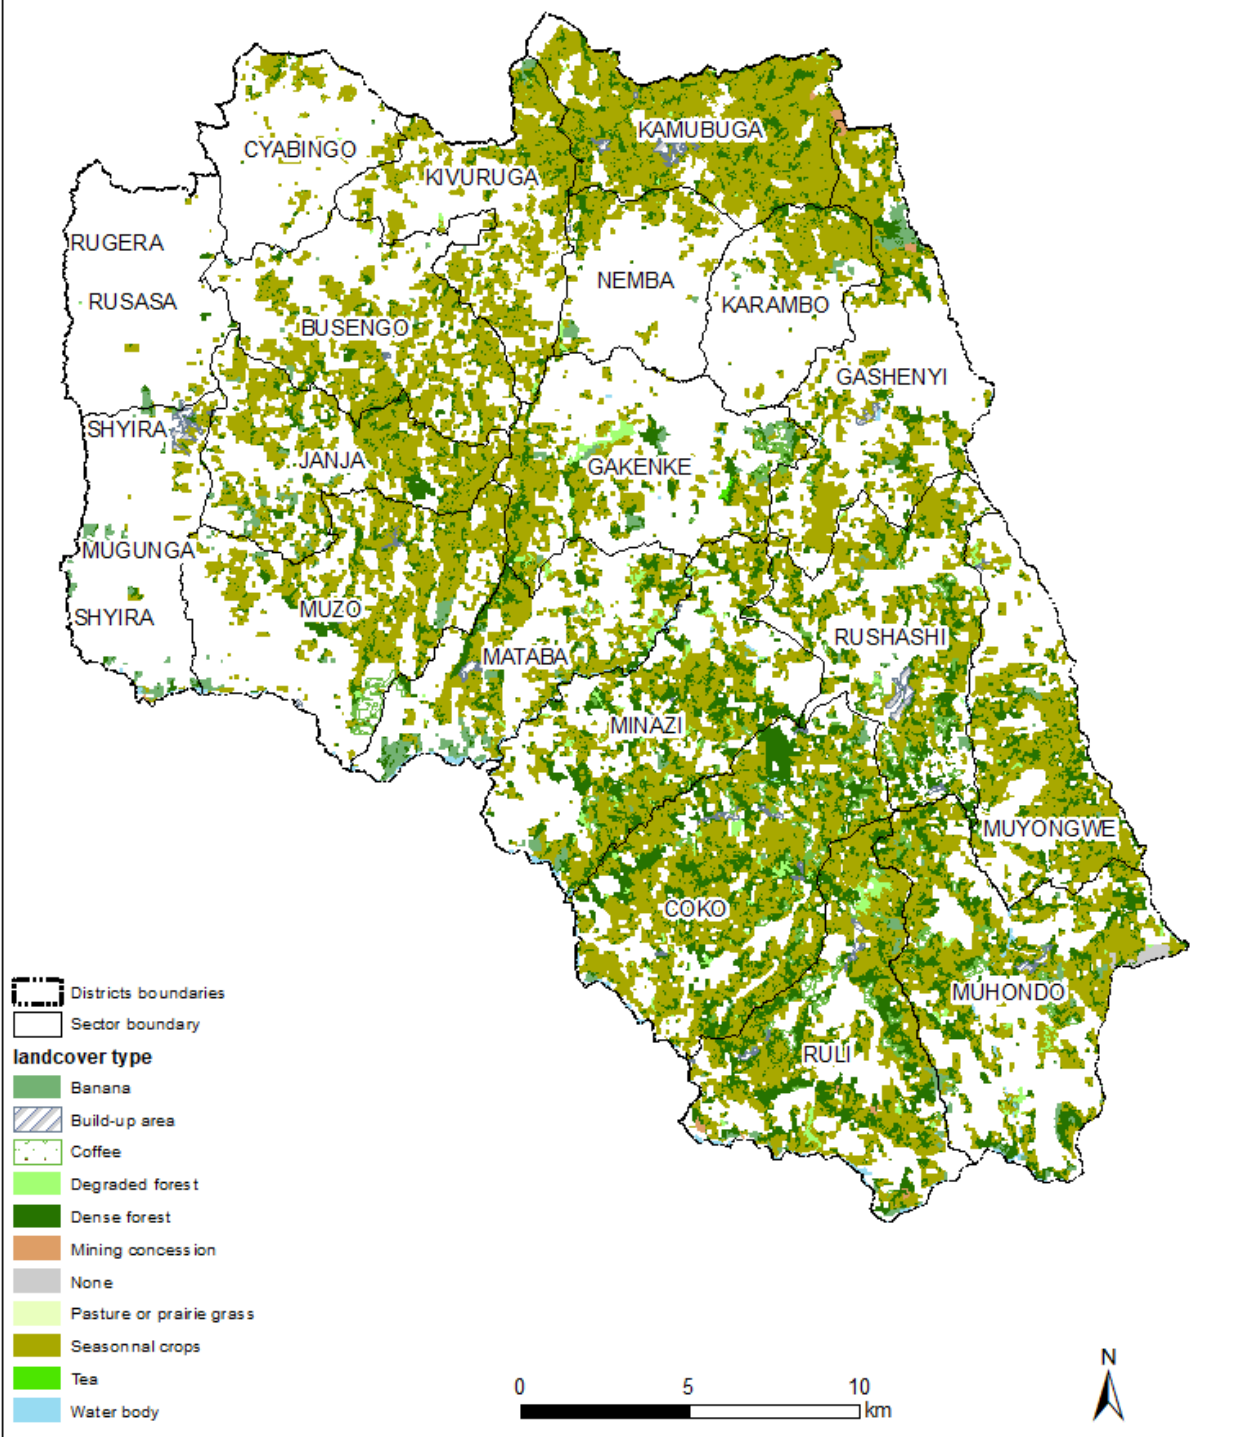 KAMUBUGA
CYABINGO
KIVURUGA
RUGERA
NEMBA
RUSASA
KARAMBO
BUSENGO
GASHENYI
SHYIRA
JANJA
GAKENKE
MUGUNGA
MUZO
SHYIRA
RUSHASHI
MATABA
MINAZI
MUYONGWE
COKO
MUHONDO
RULI
Districts boundaries
Sector boundary
landcover type
Banana
Build-up area
Coffee
Degraded forest
Dense forest
Mining concession
None
Pasture or prairie grass
Seasonnal crops
Tea
Water body
0 5 10
km
N